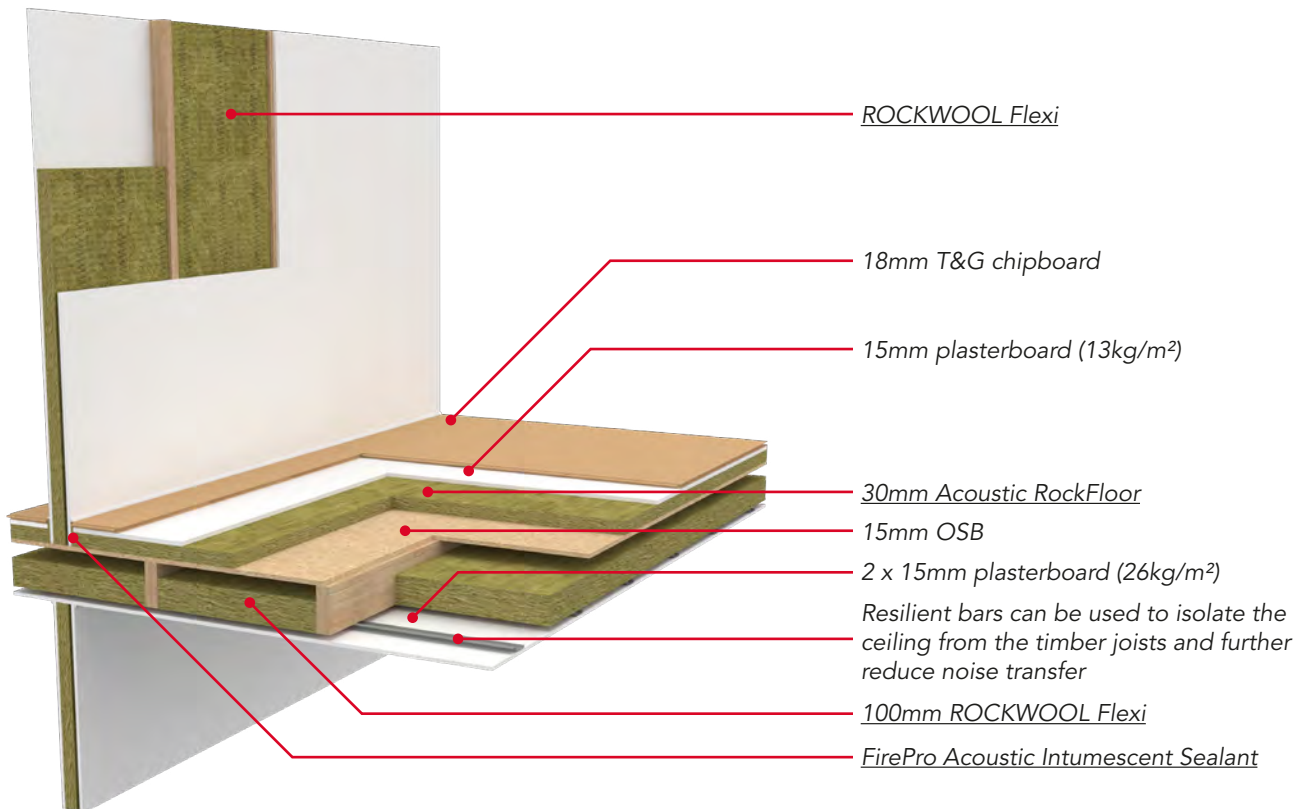 ROCKWOOL Flexi
18mm T&G chipboard
15mm plasterboard (13kg/m²)
30mm Acoustic RockFloor
15mm OSB
2 x 15mm plasterboard (26kg/m²)
Resilient bars can be used to isolate the
ceiling from the timber joists and further
reduce noise transfer
100mm ROCKWOOL Flexi
FirePro Acoustic Intumescent Sealant